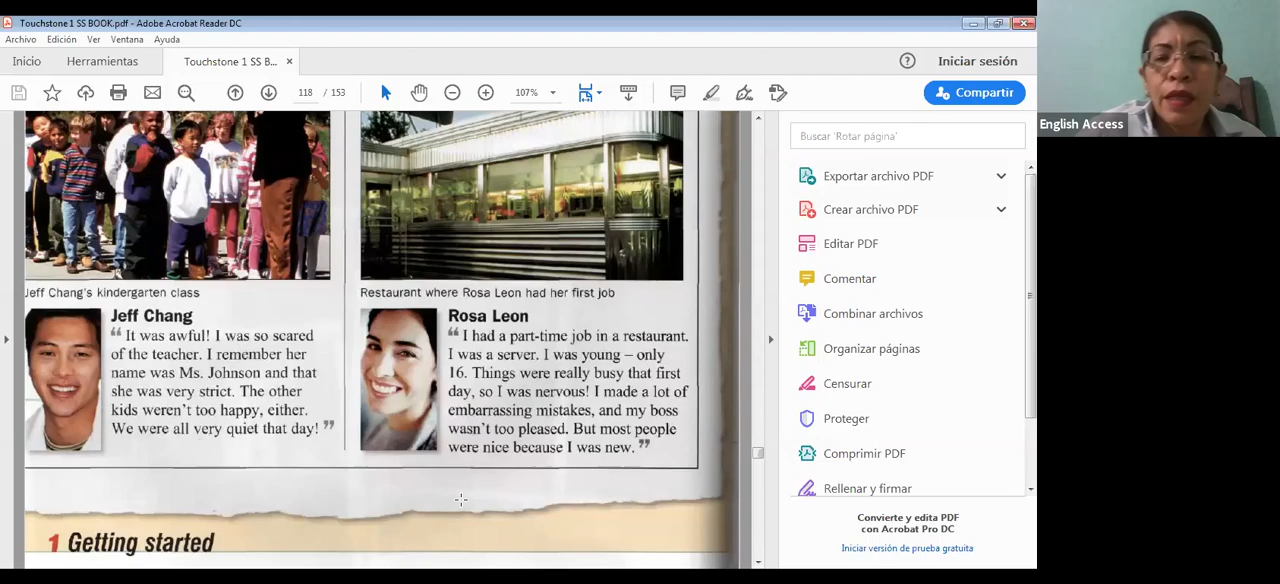 Touchstone 1 SS BOOK.pdf - Adobe Acrobat Reader DC
Archivo Edición Ver Ventana Ayuda
Inicio Herramientas Touchstone 1 SS B... × Iniciar sesión
118 / 153 107% Compartir
English Access
Jeff Chang's kindergarten class
Jeff Chang
“ It was awful! I was so scared
of the teacher. I remember her
name was Ms. Johnson and that
she was very strict. The other
kids weren't too happy, either.
We were all very quiet that day! ”
Restaurant where Rosa Leon had her first job
Rosa Leon
“ I had a part-time job in a restaurant.
I was a server. I was young – only
16. Things were really busy that first
day, so I was nervous! I made a lot of
embarrassing mistakes, and my boss
wasn't too pleased. But most people
were nice because I was new. ”
1 Getting started
Buscar 'Rotar página'
Exportar archivo PDF
Crear archivo PDF
Editar PDF
Comentar
Combinar archivos
Organizar páginas
Censurar
Proteger
Comprimir PDF
Rellenar y firmar
Convierte y edita PDF
con Acrobat Pro DC
Iniciar versión de prueba gratuita